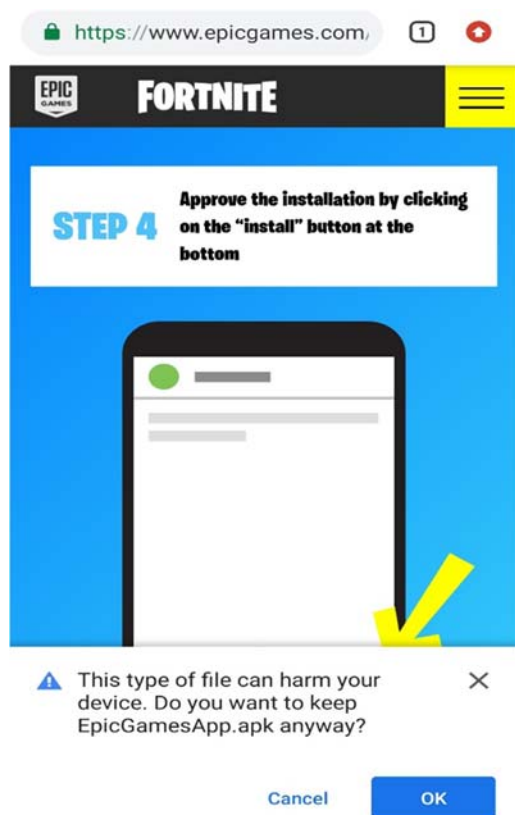 https://www.epicgames.com/
1
EPIC
GAMES
FORTNITE
STEP 4
Approve the installation by clicking
on the “install” button at the
bottom
This type of file can harm your
device. Do you want to keep
EpicGamesApp.apk anyway?
Cancel OK